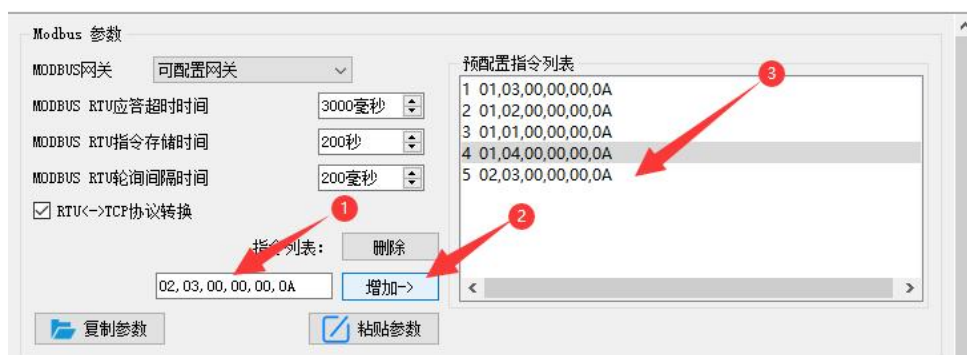 Modbus 参数
MODBUS网关 可配置网关
MODBUS RTU应答超时时间 3000毫秒
MODBUS RTU指令存储时间 200秒
MODBUS RTU轮询间隔时间 200毫秒
RTU<->TCP协议转换
指令列表： 删除
02,03,00,00,00,0A 增加->
复制参数 粘贴参数
预配置指令列表
1 01,03,00,00,00,0A
2 01,02,00,00,00,0A
3 01,01,00,00,00,0A
4 01,04,00,00,00,0A
5 02,03,00,00,00,0A
1
2
3